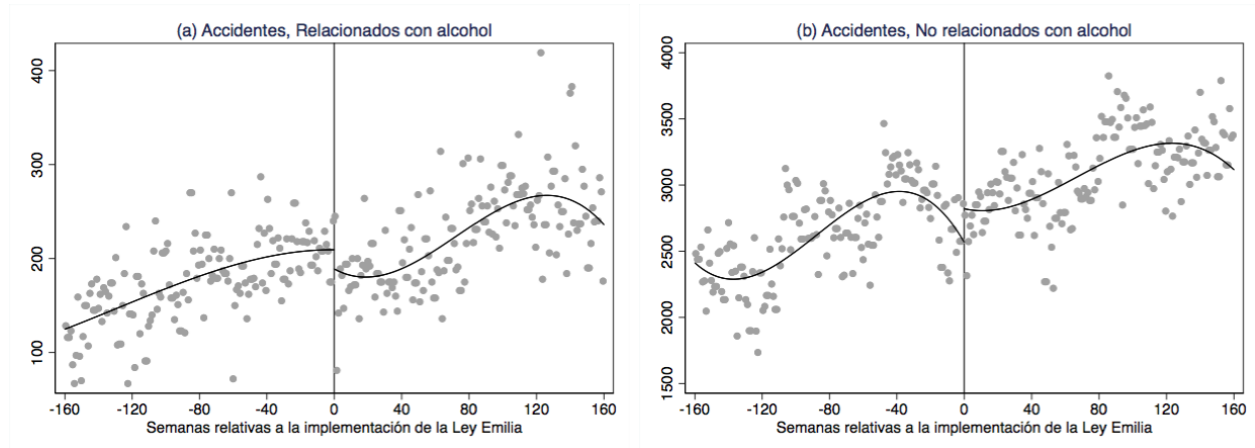 (a) Accidentes, Relacionados con alcohol
400
300
200
100
-160 -120 -80 -40 0 40 80 120 160
Semanas relativas a la implementación de la Ley Emilia
(b) Accidentes, No relacionados con alcohol
4000
3500
3000
2500
2000
1500
-160 -120 -80 -40 0 40 80 120 160
Semanas relativas a la implementación de la Ley Emilia